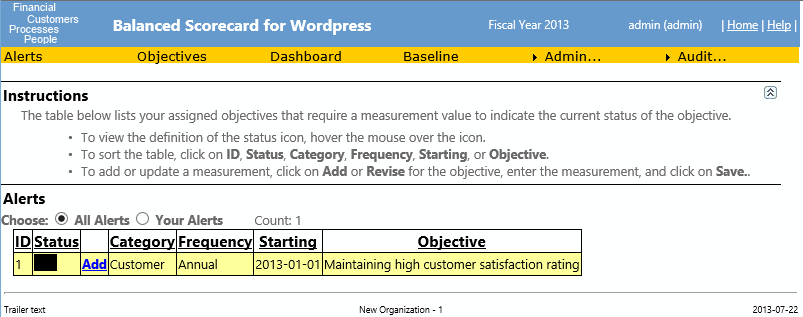 Financial
Customers
Processes
People
Balanced Scorecard for Wordpress
Fiscal Year 2013
admin (admin)
| Home | Help |
Alerts Objectives Dashboard Baseline Admin... Audit...
Instructions
The table below lists your assigned objectives that require a measurement value to indicate the current status of the objective.
• To view the definition of the status icon, hover the mouse over the icon.
• To sort the table, click on ID, Status, Category, Frequency, Starting, or Objective.
• To add or update a measurement, click on Add or Revise for the objective, enter the measurement, and click on Save..
Alerts
Choose: All Alerts Your Alerts Count: 1
ID Status Category Frequency Starting Objective
1 Add Customer Annual 2013-01-01 Maintaining high customer satisfaction rating
Trailer text New Organization - 1 2013-07-22